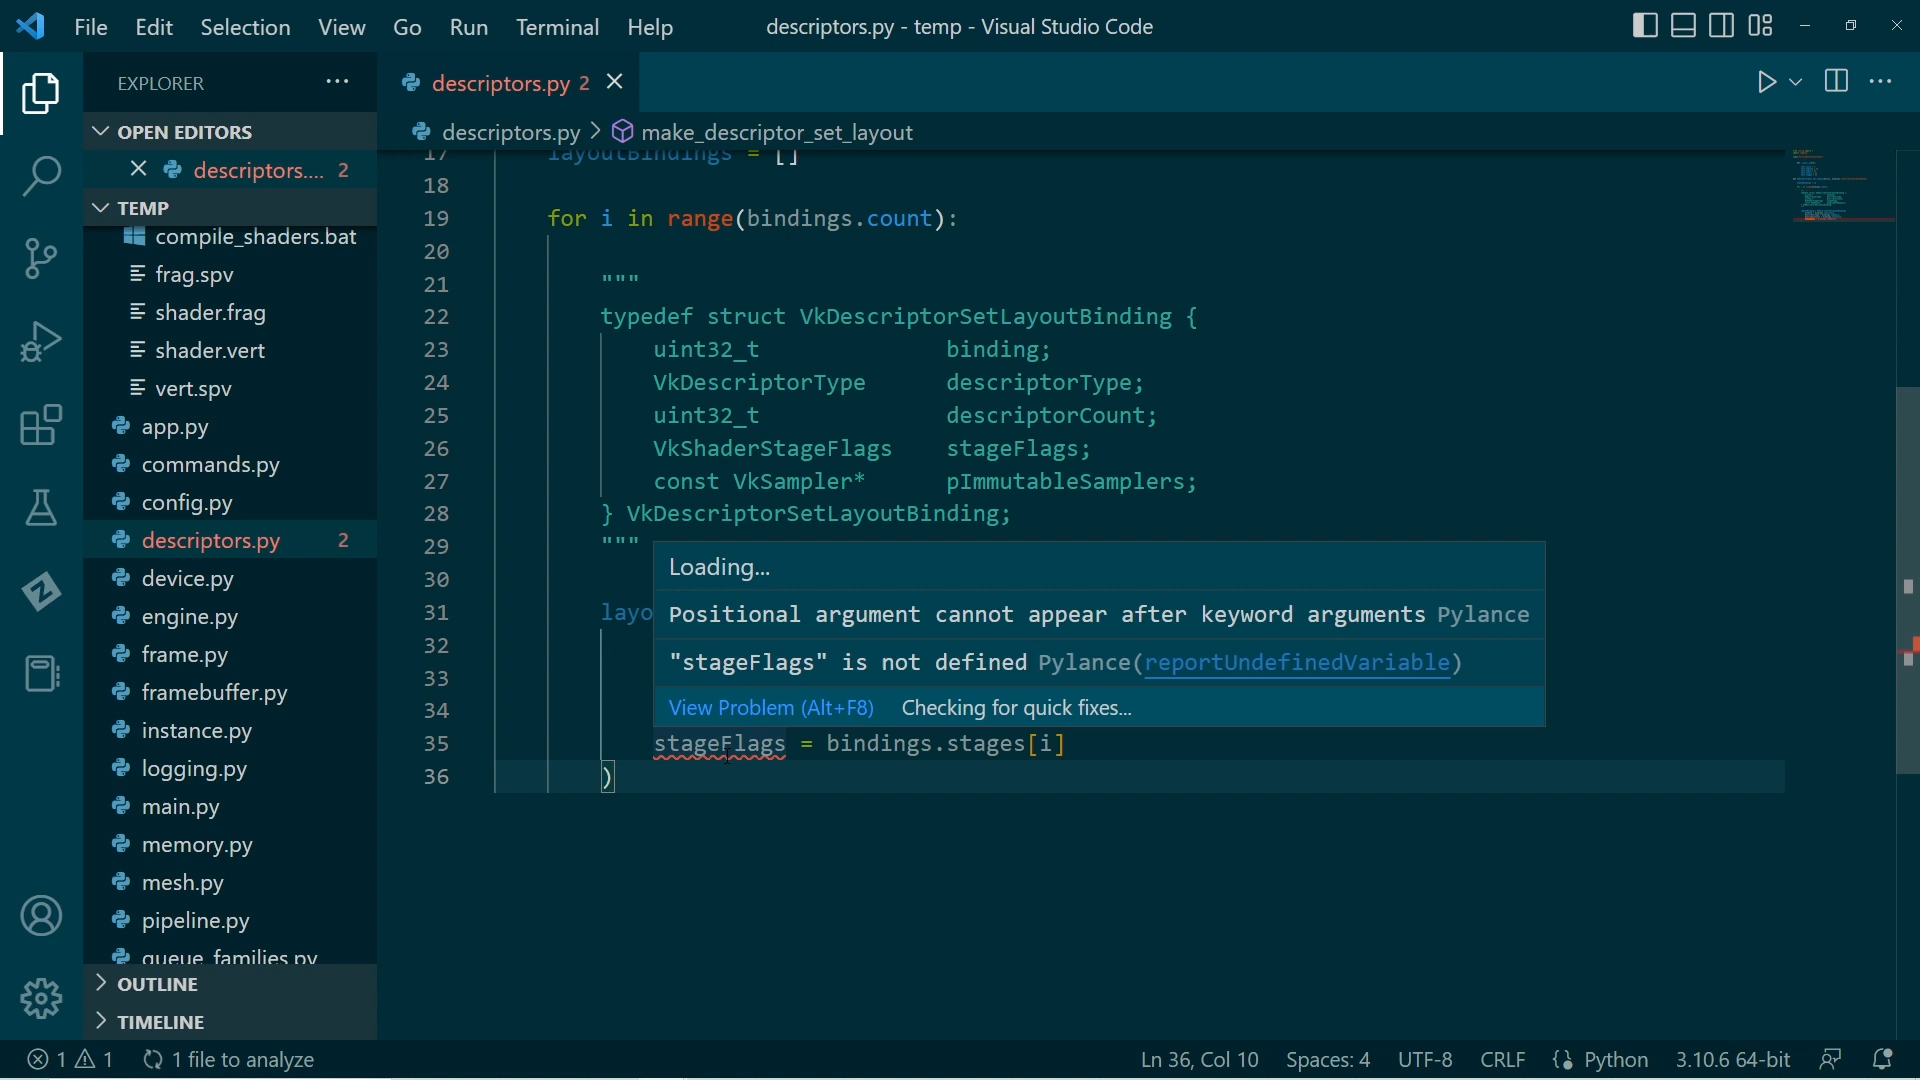 File Edit Selection View Go Run Terminal Help descriptors.py - temp - Visual Studio Code
EXPLORER
descriptors.py 2
OPEN EDITORS
descriptors.py > make_descriptor_set_layout
descriptors.... 2
TEMP
compile_shaders.bat
frag.spv
shader.frag
shader.vert
vert.spv
app.py
commands.py
config.py
descriptors.py 2
device.py
engine.py
frame.py
framebuffer.py
instance.py
logging.py
main.py
memory.py
mesh.py
pipeline.py
queue_families.py
OUTLINE
TIMELINE
17 layoutBindings = []
18
19 for i in range(bindings.count):
20
21 """
22 typedef struct VkDescriptorSetLayoutBinding {
23 uint32_t binding;
24 VkDescriptorType descriptorType;
25 uint32_t descriptorCount;
26 VkShaderStageFlags stageFlags;
27 const VkSampler* pImmutableSamplers;
28 } VkDescriptorSetLayoutBinding;
29 """
30
31 layo
32
33
34
35 stageFlags = bindings.stages[i]
36 )
Loading...
Positional argument cannot appear after keyword arguments Pylance
"stageFlags" is not defined Pylance(reportUndefinedVariable)
View Problem (Alt+F8) Checking for quick fixes...
1 1 1 file to analyze Ln 36, Col 10 Spaces: 4 UTF-8 CRLF Python 3.10.6 64-bit